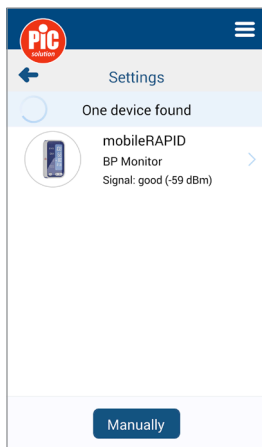 PiC
solution
Settings
One device found
mobileRAPID
BP Monitor
Signal: good (-59 dBm)
Manually